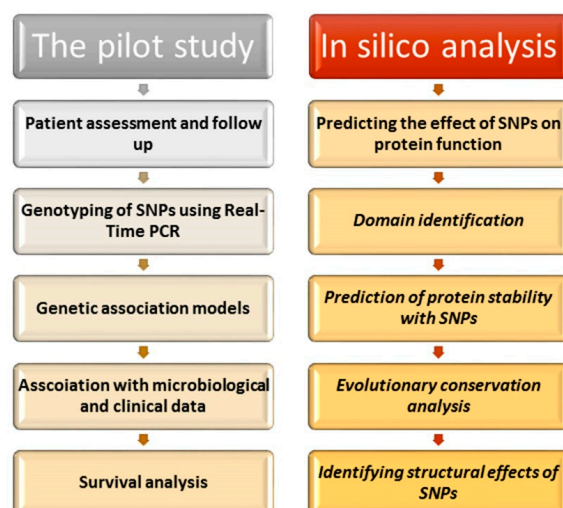 The pilot study
Patient assessment and follow
up
Genotyping of SNPs using Real-
Time PCR
Genetic association models
Asscoiation with microbiological
and clinical data
Survival analysis
In silico analysis
Predicting the effect of SNPs on
protein function
Domain identification
Prediction of protein stability
with SNPs
Evolutionary conservation
analysis
Identifying structural effects of
SNPs